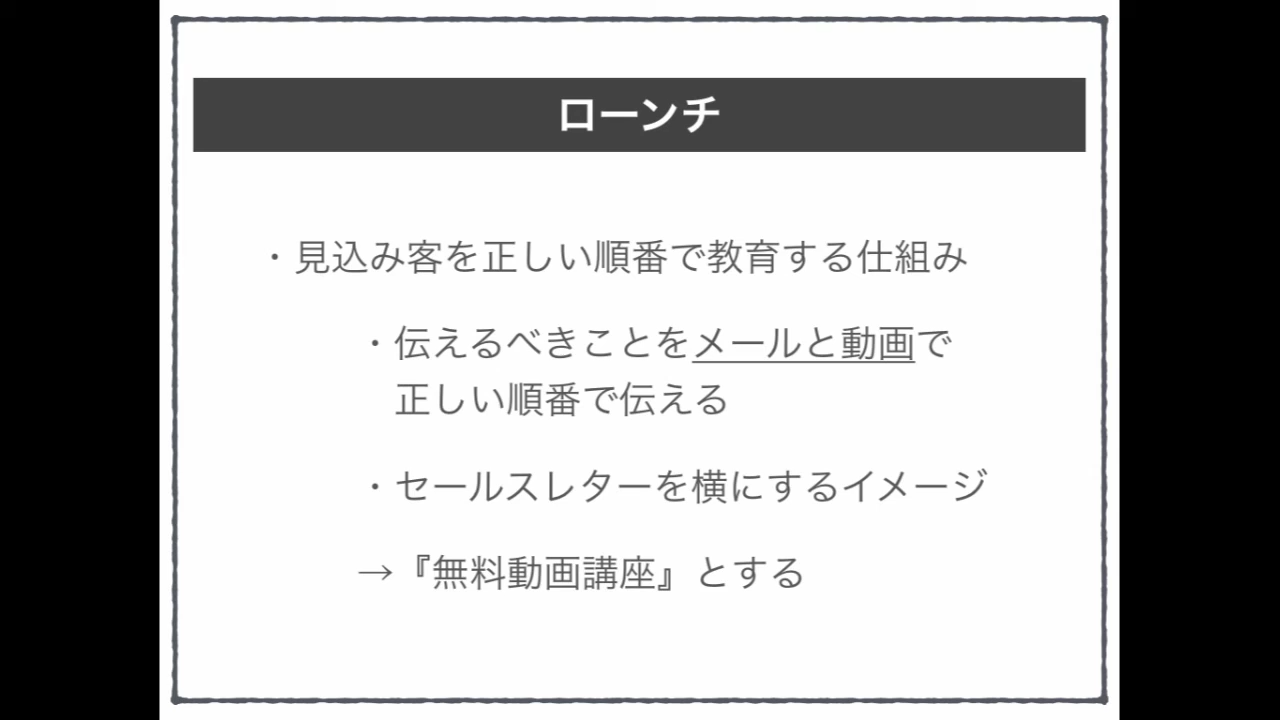 ローンチ
・見込み客を正しい順番で教育する仕組み
・伝えるべきことをメールと動画で
正しい順番で伝える
・セールスレターを横にするイメージ
→『無料動画講座』とする